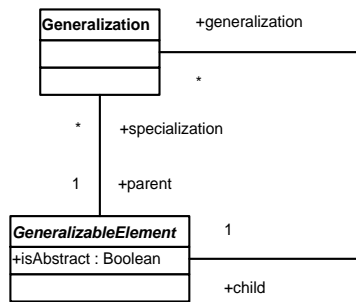 Generalization
+generalization
*
* +specialization
1 +parent
GeneralizableElement
1
+isAbstract : Boolean
+child